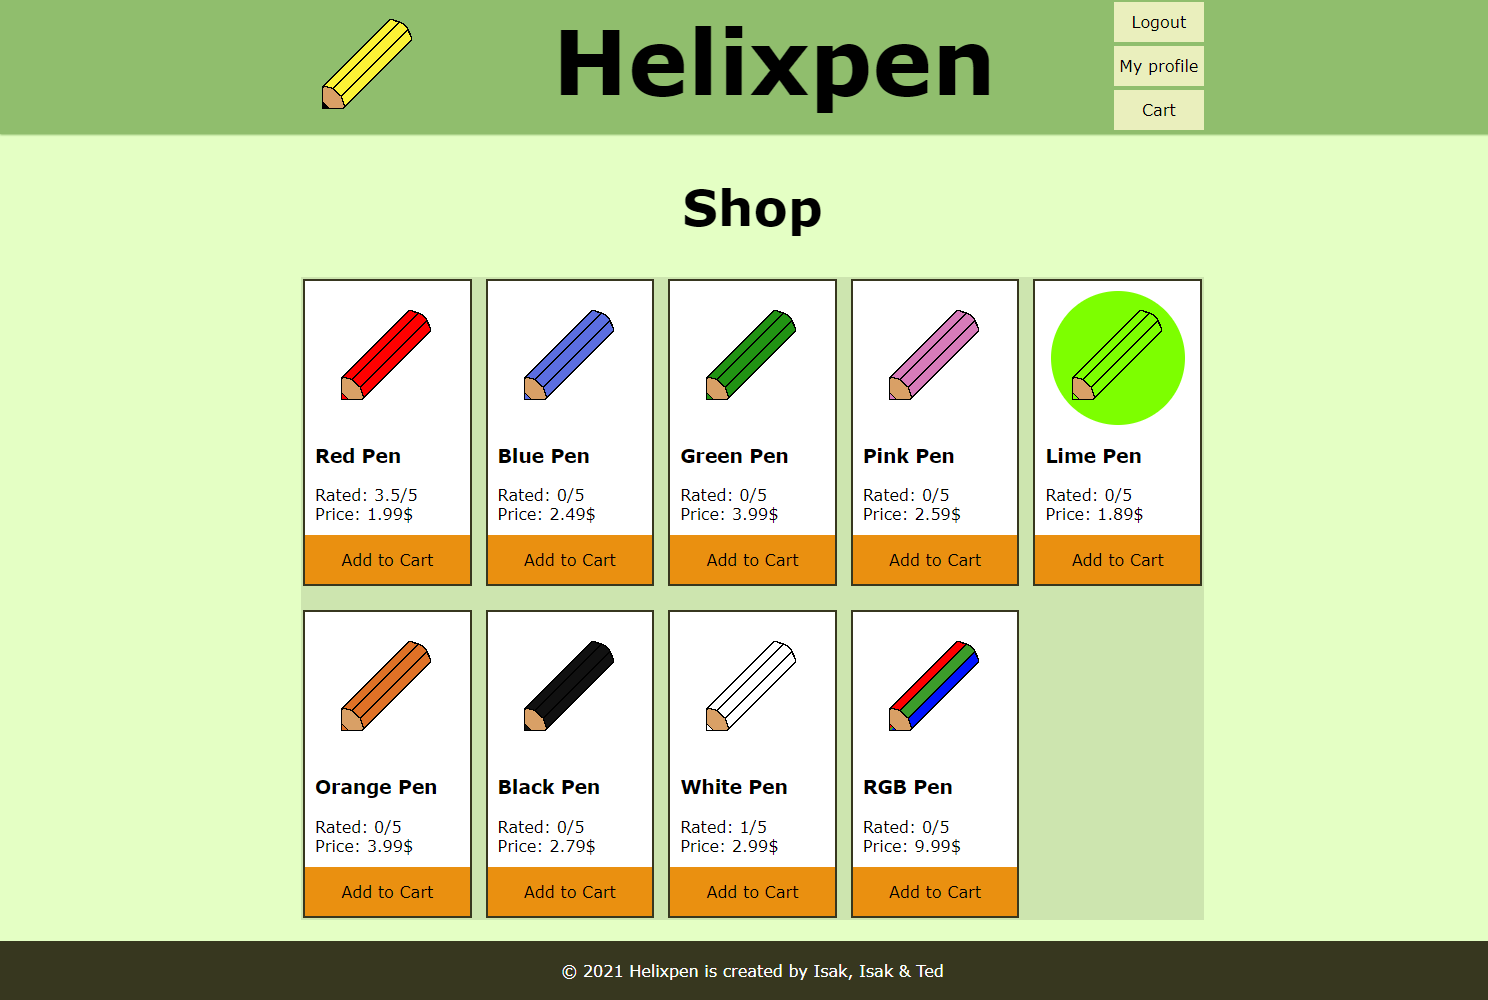 Helixpen
Logout
My profile
Cart
Shop
Red Pen
Rated: 3.5/5
Price: 1.99$
Add to Cart
Blue Pen
Rated: 0/5
Price: 2.49$
Add to Cart
Green Pen
Rated: 0/5
Price: 3.99$
Add to Cart
Pink Pen
Rated: 0/5
Price: 2.59$
Add to Cart
Lime Pen
Rated: 0/5
Price: 1.89$
Add to Cart
Orange Pen
Rated: 0/5
Price: 3.99$
Add to Cart
Black Pen
Rated: 0/5
Price: 2.79$
Add to Cart
White Pen
Rated: 1/5
Price: 2.99$
Add to Cart
RGB Pen
Rated: 0/5
Price: 9.99$
Add to Cart
© 2021 Helixpen is created by Isak, Isak & Ted